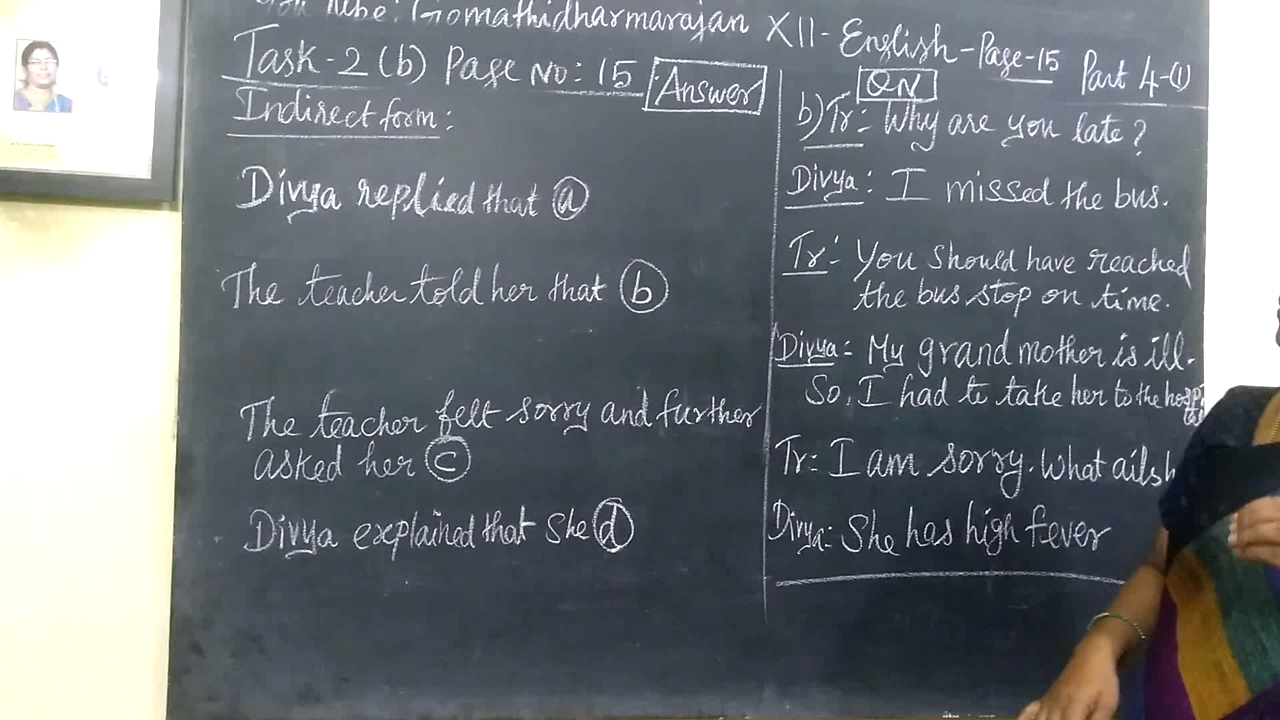 You Tube: Gomathidharmarajan XII- English - Page-15 Part 4-(1)
Task-2 (b) Page No: 15 Answer
Indirect form:
Divya replied that (a)
The teacher told her that (b)
The teacher felt sorry and further
asked her (c)
Divya explained that she (d)
QN
b) Tr: Why are you late?
Divya: I missed the bus.
Tr: You should have reached
the bus stop on time.
Divya: My grandmother is ill.
So, I had to take her to the hospital
Tr: I am sorry. What ails h
Divya: She has high fever